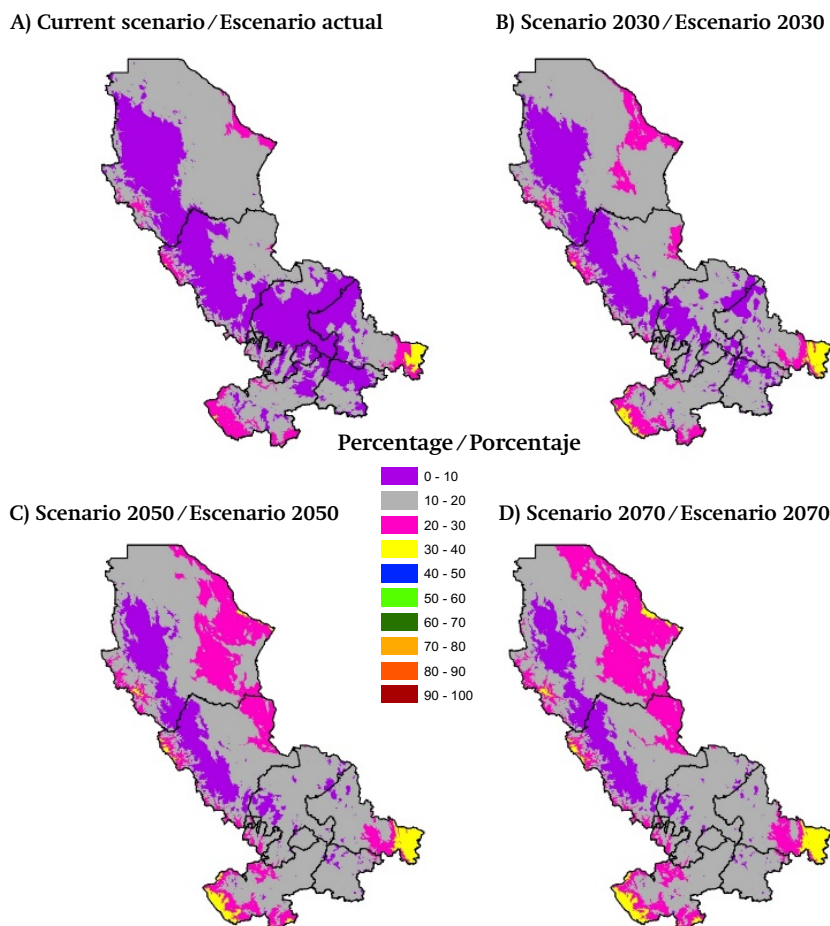 A) Current scenario/Escenario actual
B) Scenario 2030/Escenario 2030
Percentage/Porcentaje
0 - 10
10 - 20
20 - 30
30 - 40
40 - 50
50 - 60
60 - 70
70 - 80
80 - 90
90 - 100
C) Scenario 2050/Escenario 2050
D) Scenario 2070/Escenario 2070